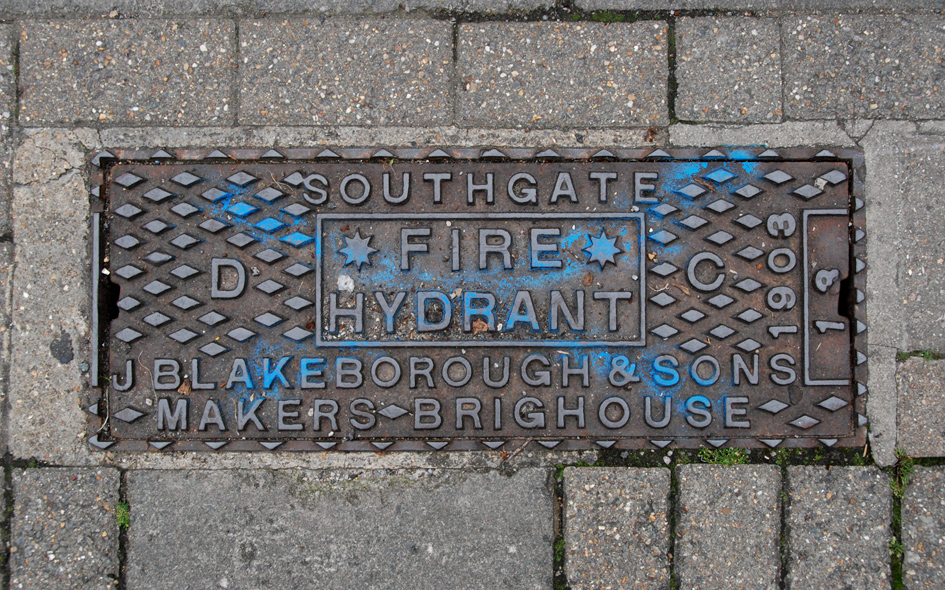 SOUTHGATE
FIRE
HYDRANT
D
C
1903
13
J BLAKEBOROUGH & SONS
MAKERS BRIGHOUSE